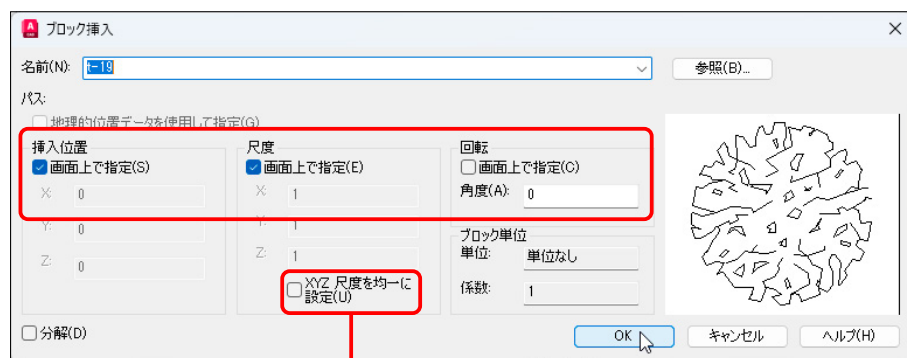 ブロック挿入
名前(N): t-19 参照(B)...
パス:
地理的位置データを使用して指定(G)
挿入位置 尺度 回転
画面上で指定(S) 画面上で指定(E) 画面上で指定(C)
X: 0 X: 1 角度(A): 0
Y: 0 Y: 1 ブロック単位
Z: 0 Z: 1 単位: 単位なし
XYZ 尺度を均一に
設定(U) 係数: 1
分解(D) OK キャンセル ヘルプ(H)